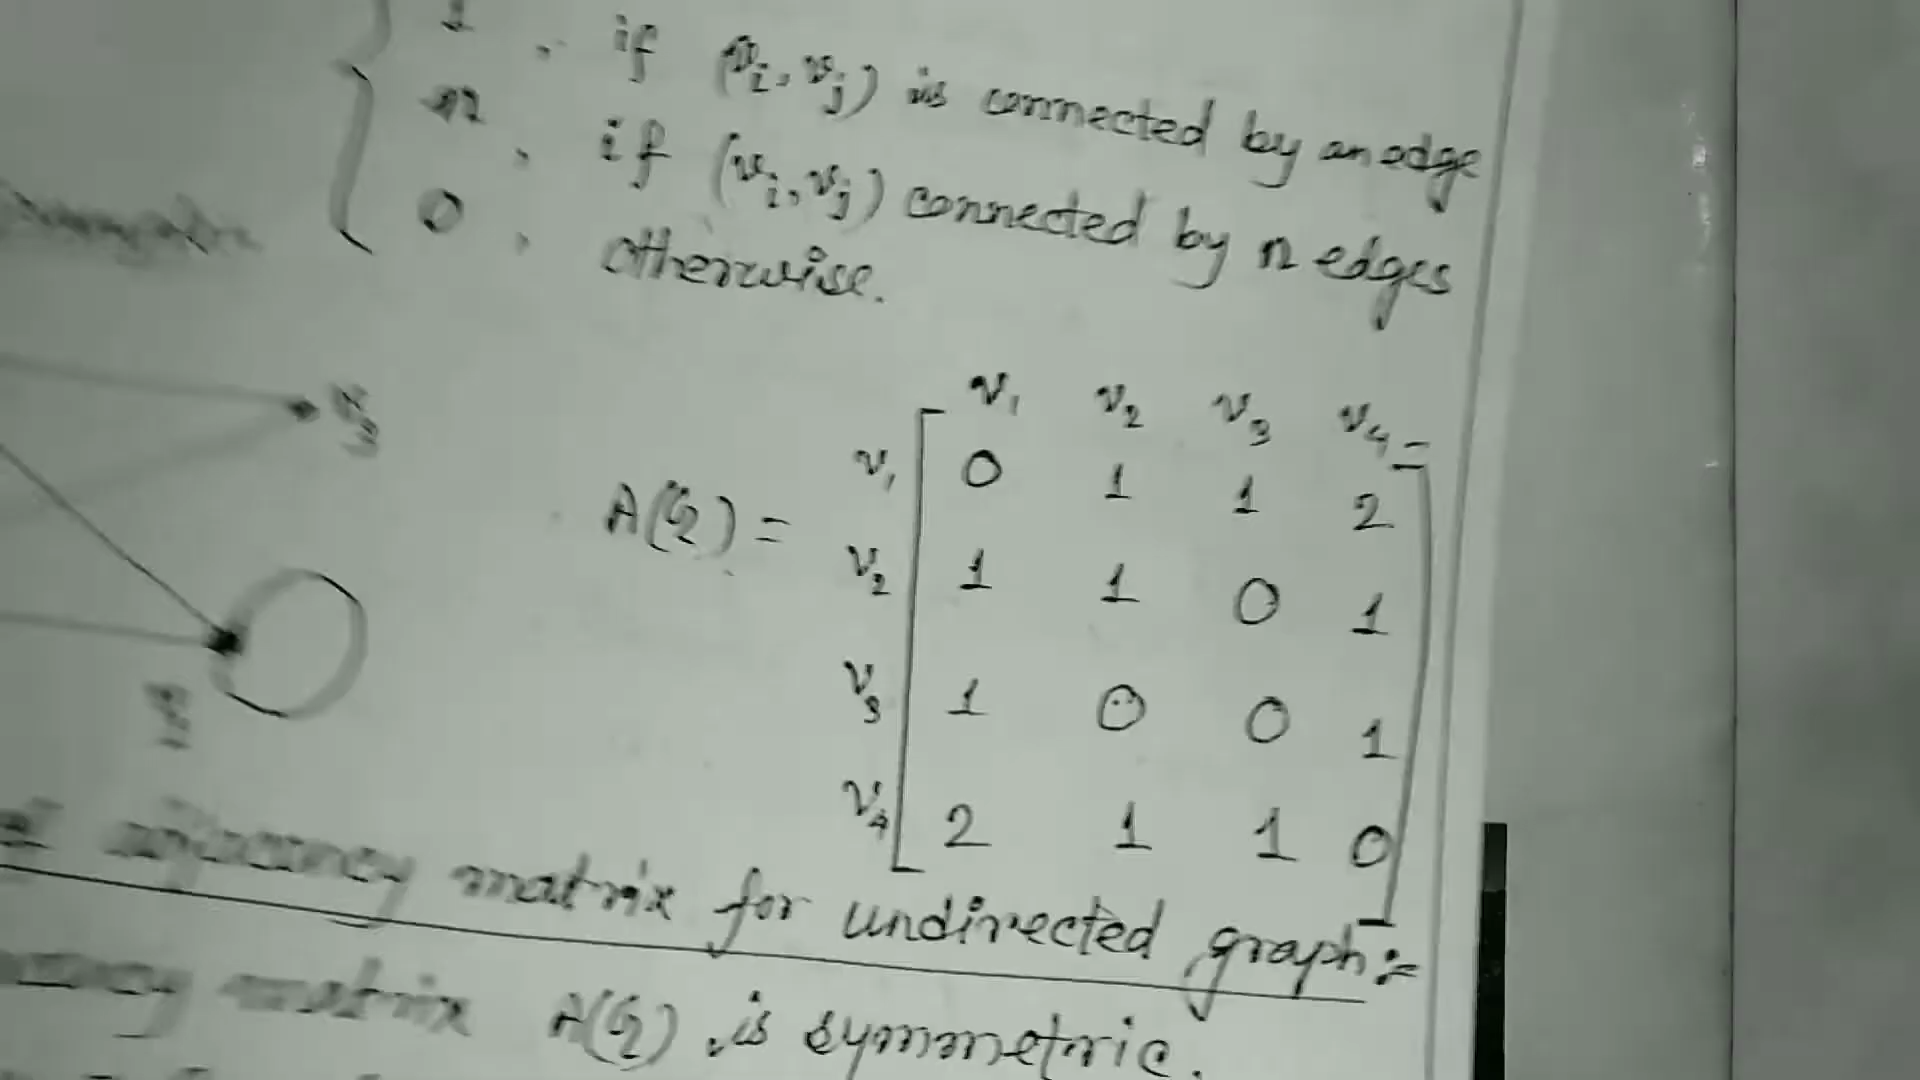 1, if (vi, vj) is connected by an edge
n, if (vi, vj) connected by n edges
0, otherwise.
v3
v1 v2 v3 v4
v1 0 1 1 2
A(G) =
v2 1 1 0 1
v3 1 0 0 1
v4 2 1 1 0
adjacency matrix for undirected graph:-
matrix A(G) is symmetric.